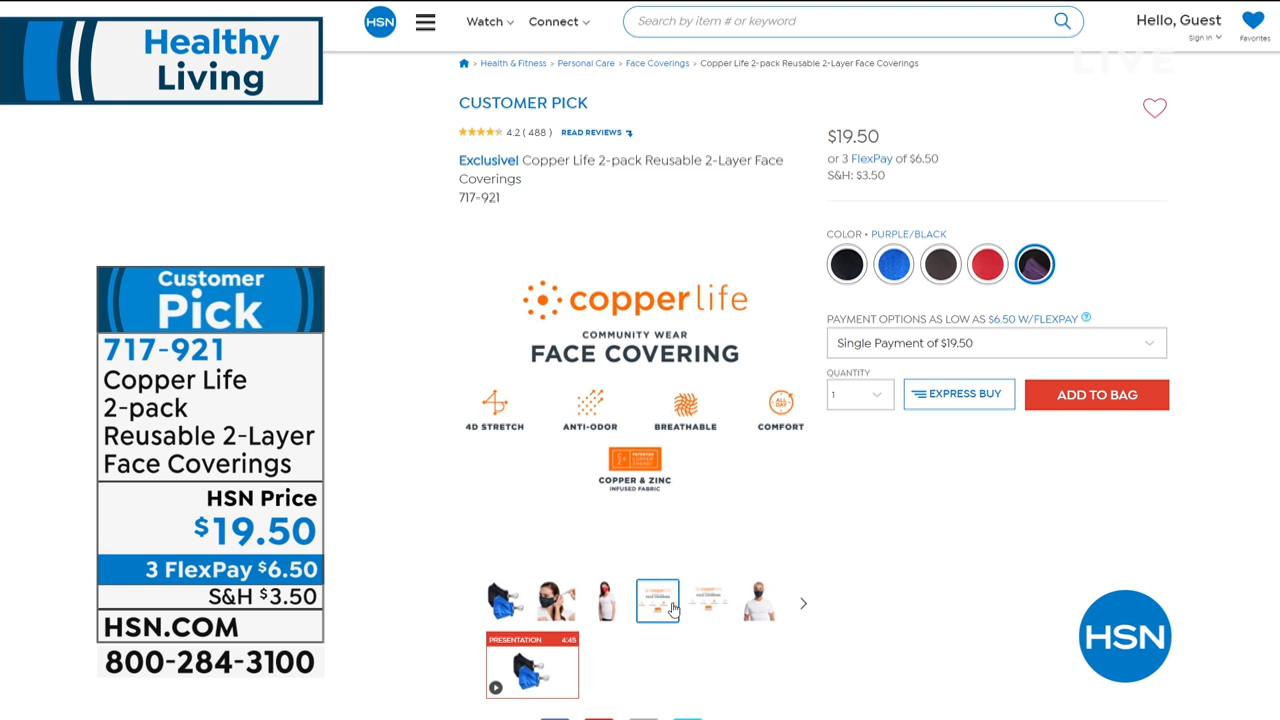 Healthy
Living
HSN
Watch
Connect
Search by item # or keyword
Hello, Guest
Sign In
Favorites
LIVE
> Health & Fitness > Personal Care > Face Coverings > Copper Life 2-pack Reusable 2-Layer Face Coverings
CUSTOMER PICK
4.2 ( 488 ) READ REVIEWS
Exclusive! Copper Life 2-pack Reusable 2-Layer Face
Coverings
717-921
$19.50
or 3 FlexPay of $6.50
S&H: $3.50
COLOR • PURPLE/BLACK
PAYMENT OPTIONS AS LOW AS $6.50 W/FLEXPAY ?
Single Payment of $19.50
QUANTITY
1
EXPRESS BUY
ADD TO BAG
copperlife
COMMUNITY WEAR
FACE COVERING
4D STRETCH
ANTI-ODOR
BREATHABLE
ALL
DAY
COMFORT
PATENTED
COPPER
COPPER & ZINC
INFUSED FABRIC
PRESENTATION 4:45
Customer
Pick
717-921
Copper Life
2-pack
Reusable 2-Layer
Face Coverings
HSN Price
$19.50
3 FlexPay $6.50
S&H $3.50
HSN.COM
800-284-3100
HSN